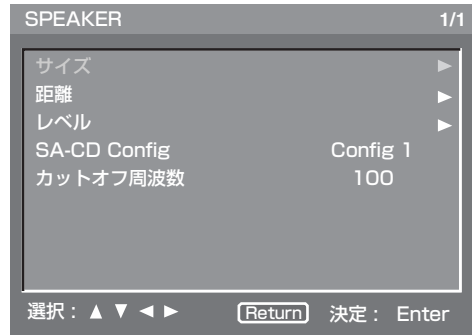 SPEAKER 1/1
サイズ ▶
距離 ▶
レベル ▶
SA-CD Config Config 1
カットオフ周波数 100
選択 : ▲ ▼ ◀ ▶ Return 決定 : Enter